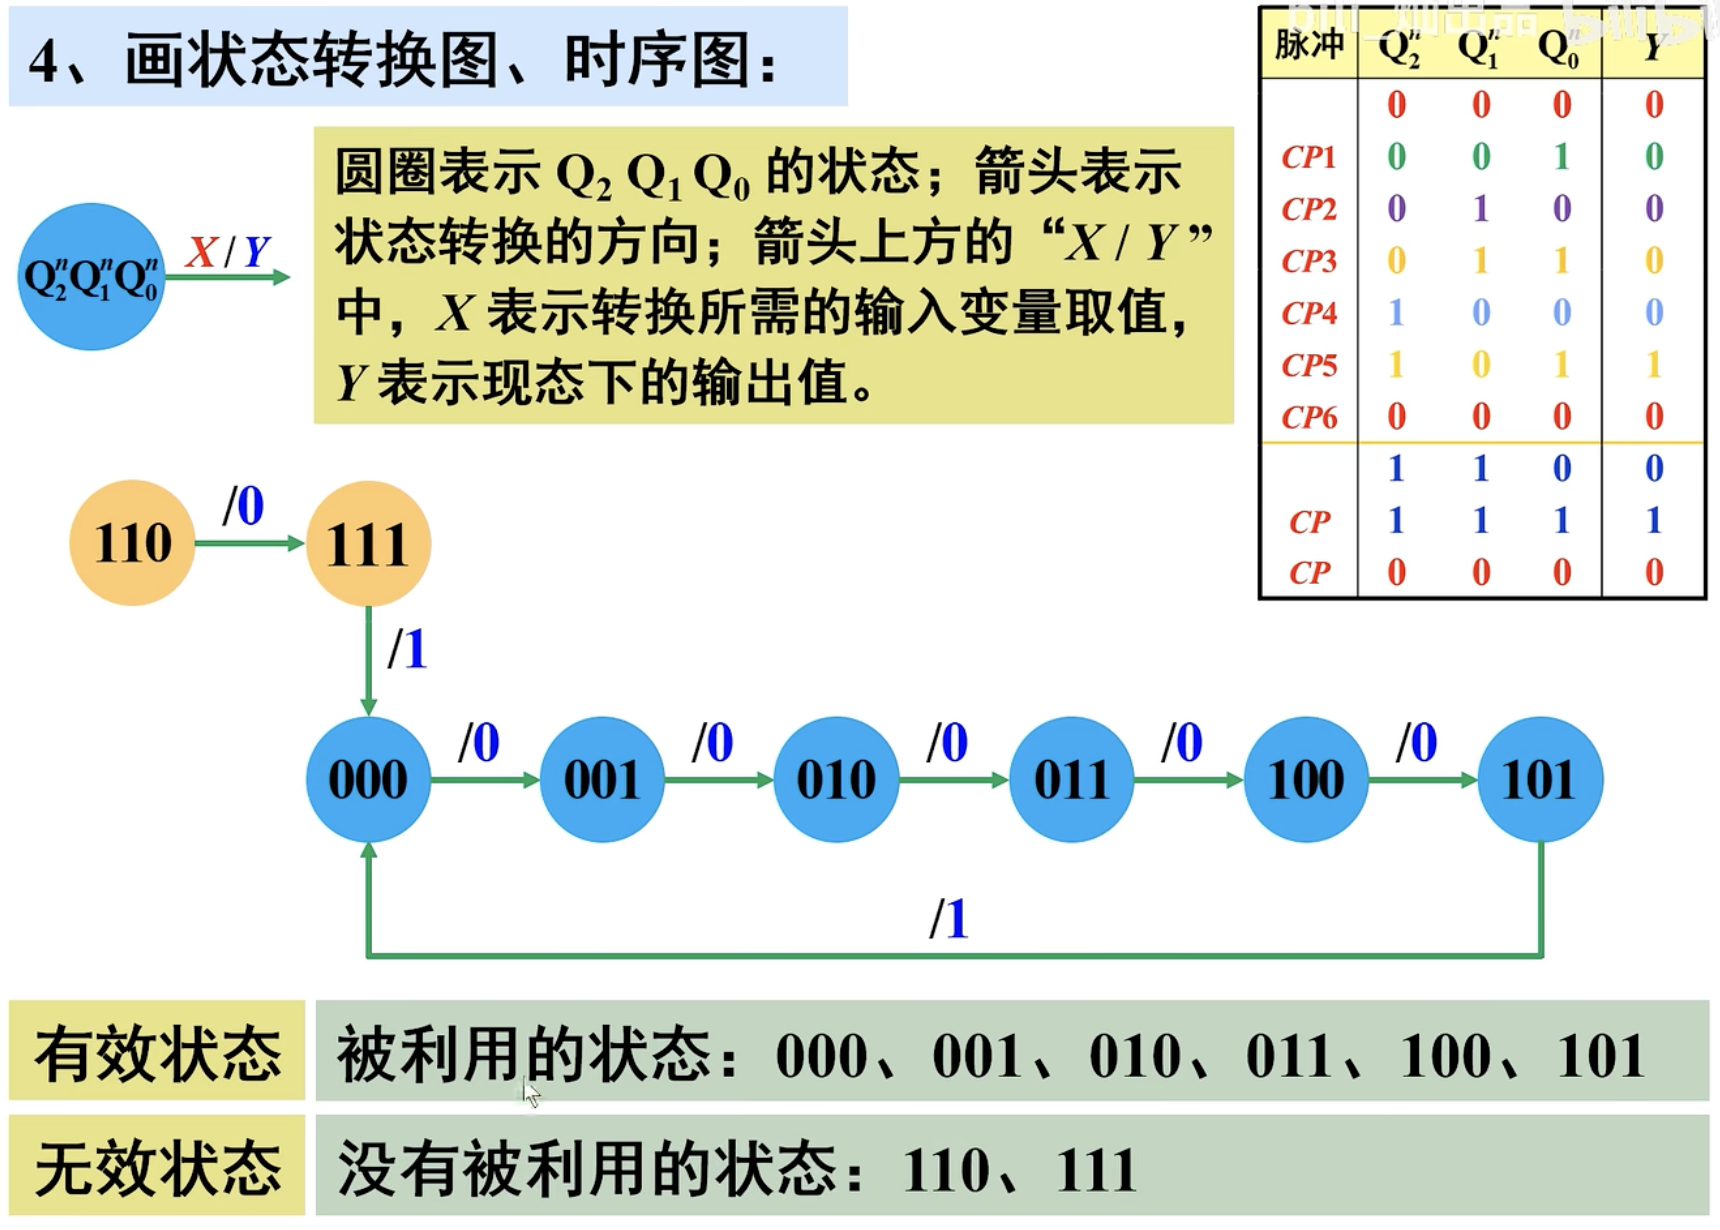 4、画状态转换图、时序图：
圆圈表示 Q₂ Q₁ Q₀ 的状态；箭头表示
状态转换的方向；箭头上方的“X / Y”
中，X 表示转换所需的输入变量取值，
Y 表示现态下的输出值。
Q₂ⁿQ₁ⁿQ₀ⁿ
X / Y
脉冲 Q₂ⁿ Q₁ⁿ Q₀ⁿ Y
0 0 0 0
CP1 0 0 1 0
CP2 0 1 0 0
CP3 0 1 1 0
CP4 1 0 0 0
CP5 1 0 1 1
CP6 0 0 0 0
1 1 0 0
CP 1 1 1 1
CP 0 0 0 0
110 /0 111
/1
000 /0 001 /0 010 /0 011 /0 100 /0 101
/1
有效状态 被利用的状态：000、001、010、011、100、101
无效状态 没有被利用的状态：110、111